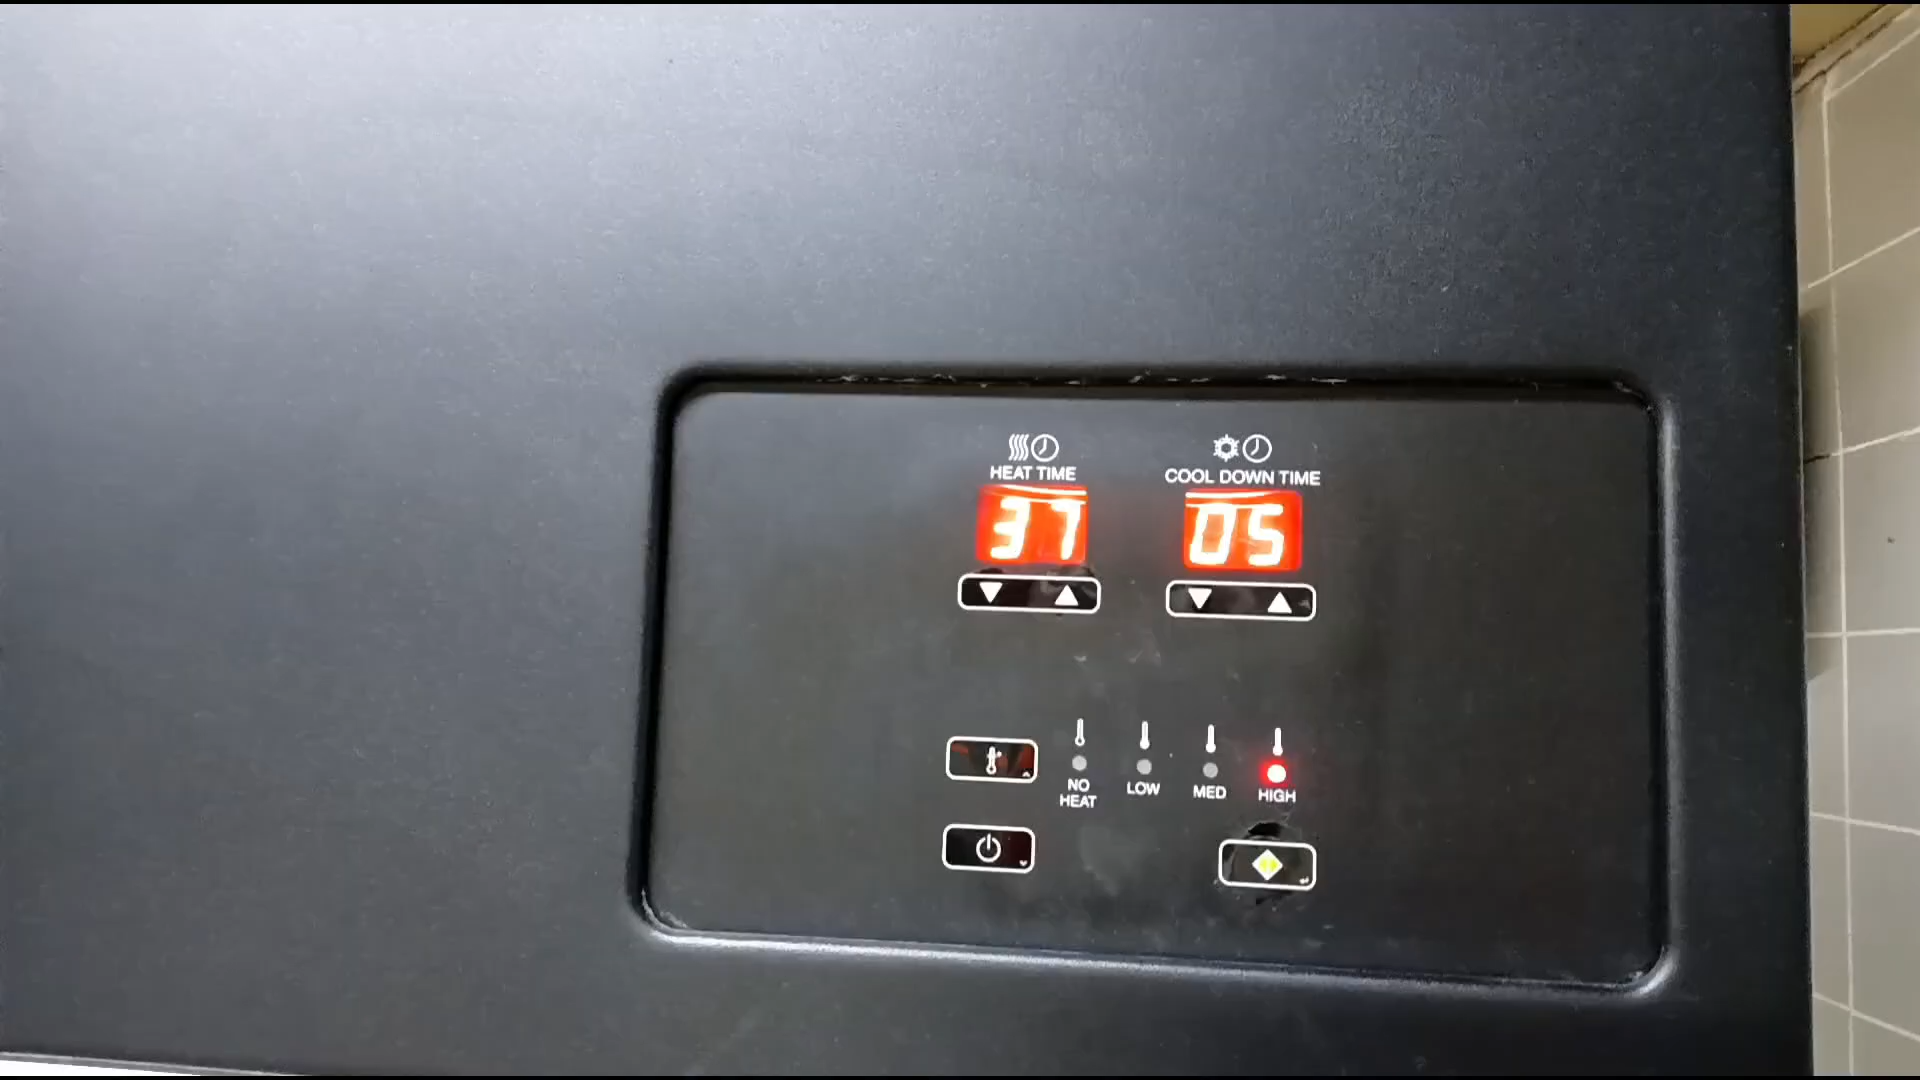 HEAT TIME
COOL DOWN TIME
37
05
NO
HEAT
LOW
MED
HIGH